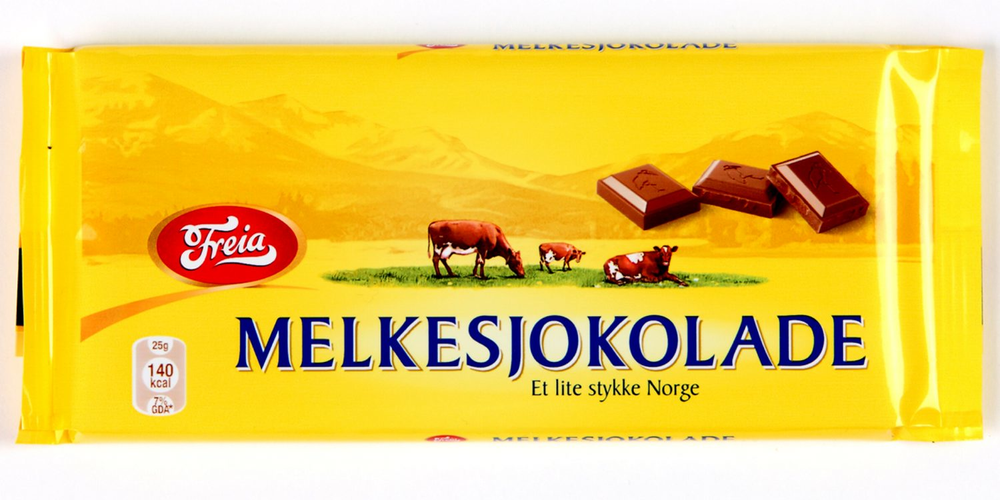 MELKESJOKOLADE
Freia
MELKESJOKOLADE
Et lite stykke Norge
25g
140
kcal
7%
GDA*
MELKESJOKOLADE